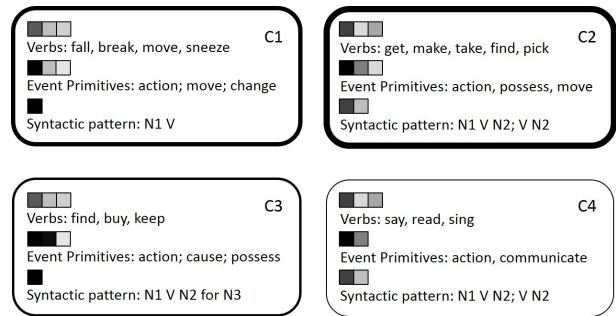 C1
Verbs: fall, break, move, sneeze
Event Primitives: action; move; change
Syntactic pattern: N1 V
C2
Verbs: get, make, take, find, pick
Event Primitives: action, possess, move
Syntactic pattern: N1 V N2; V N2
C3
Verbs: find, buy, keep
Event Primitives: action; cause; possess
Syntactic pattern: N1 V N2 for N3
C4
Verbs: say, read, sing
Event Primitives: action, communicate
Syntactic pattern: N1 V N2; V N2